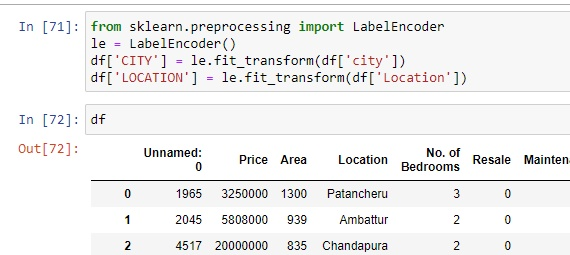 In [71]: from sklearn.preprocessing import LabelEncoder
le = LabelEncoder()
df['CITY'] = le.fit_transform(df['city'])
df['LOCATION'] = le.fit_transform(df['Location'])
In [72]: df
Out[72]:
Unnamed: 0 Price Area Location No. of Bedrooms Resale Mainten
0 1965 3250000 1300 Patancheru 3 0
1 2045 5808000 939 Ambattur 2 0
2 4517 20000000 835 Chandapura 2 0